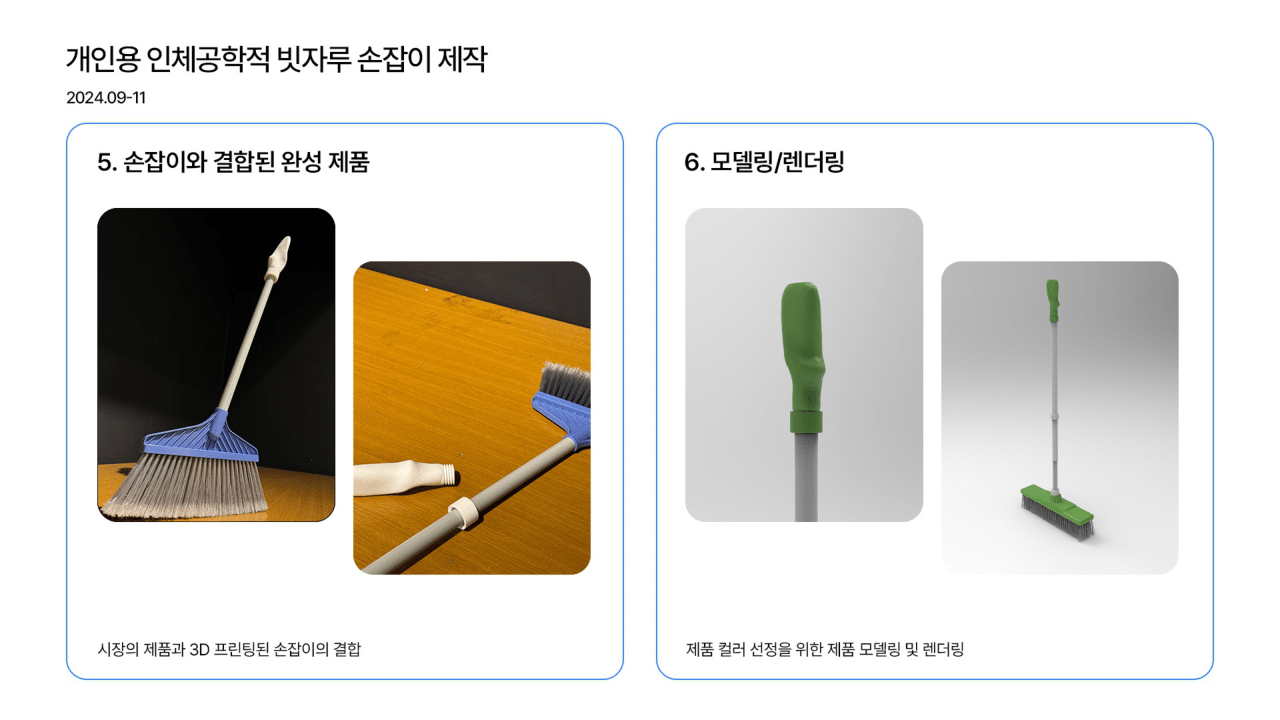 개인용 인체공학적 빗자루 손잡이 제작
2024.09-11
5. 손잡이와 결합된 완성 제품
시장의 제품과 3D 프린팅된 손잡이의 결합
6. 모델링/렌더링
제품 컬러 선정을 위한 제품 모델링 및 렌더링